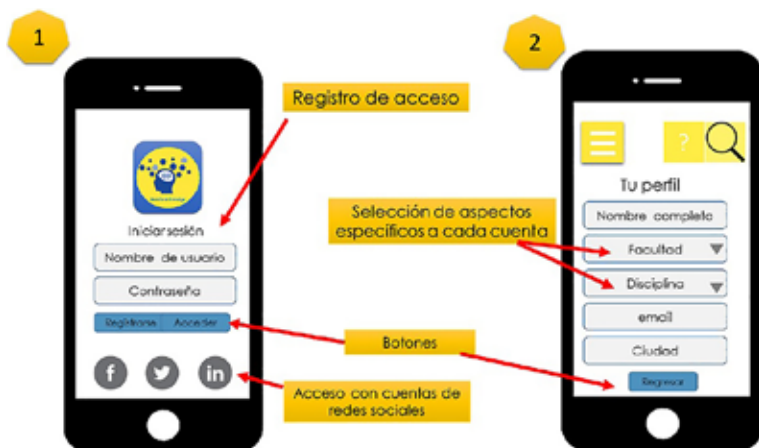 1
Registro de acceso
Iniciar sesión
Nombre de usuario
Contraseña
Registrarse Acceder
Botones
Acceso con cuentas de
redes sociales
f
in
2
?
Tu perfil
Selección de aspectos
específicos a cada cuenta
Nombre completo
Facultad
Disciplina
email
Ciudad
Regresar